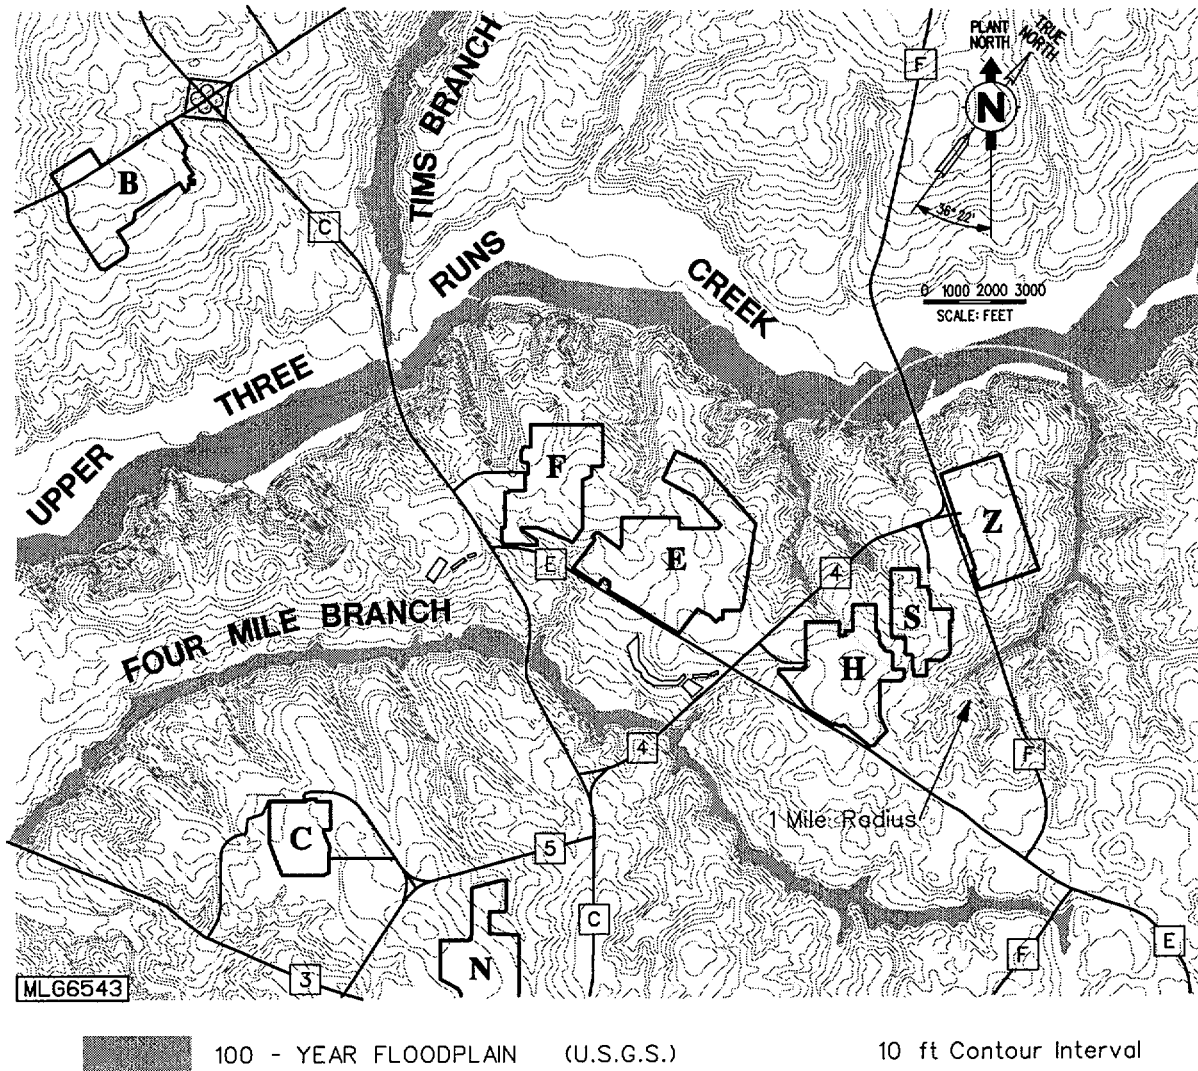 TIMS BRANCH
F
PLANT NORTH
TRUE NORTH
N
36°22'
B
C
UPPER THREE RUNS CREEK
0 1000 2000 3000
SCALE: FEET
F
E
Z
E
4
S
FOUR MILE BRANCH
H
4
F
1 Mile Radius
C
5
C
E
N
F
3
MLG6543
100 - YEAR FLOODPLAIN (U.S.G.S.)
10 ft Contour Interval